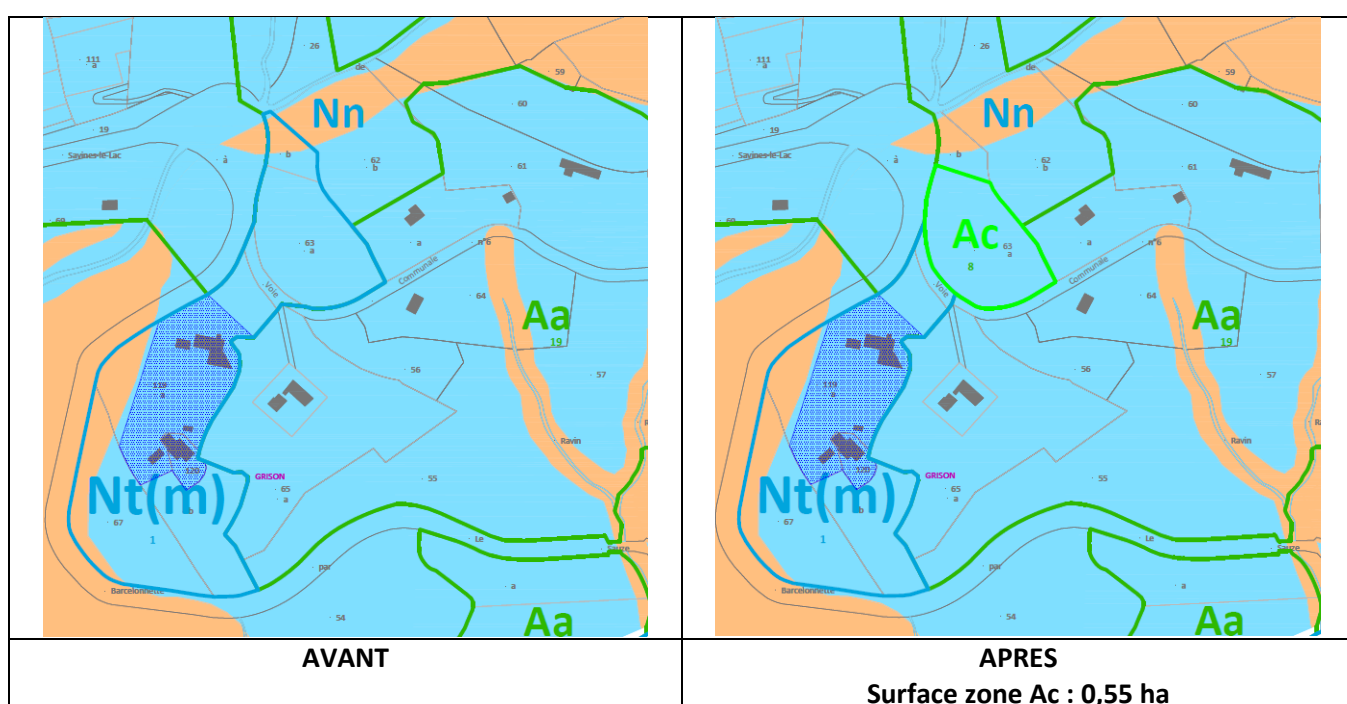 111
a
26
de
59
60
19
Nn
Savines-le-Lac
à
a
b
62
b
61
69
63
a
a
n°6
Communale
Voie
64
Aa
19
56
57
119
a
Ravin
GRISON
65
a
55
Nt(m)
b
67
1
Le
Sauze
par
Barcelonnette
a
54
Aa
111
a
26
de
59
60
19
Nn
Savines-le-Lac
à
a
b
62
b
61
69
Ac
63
a
8
a
n°6
Communale
Voie
64
Aa
19
56
57
119
a
Ravin
GRISON
65
a
55
Nt(m)
b
67
1
Le
Sauze
par
Barcelonnette
a
54
Aa
AVANT
APRES
Surface zone Ac : 0,55 ha